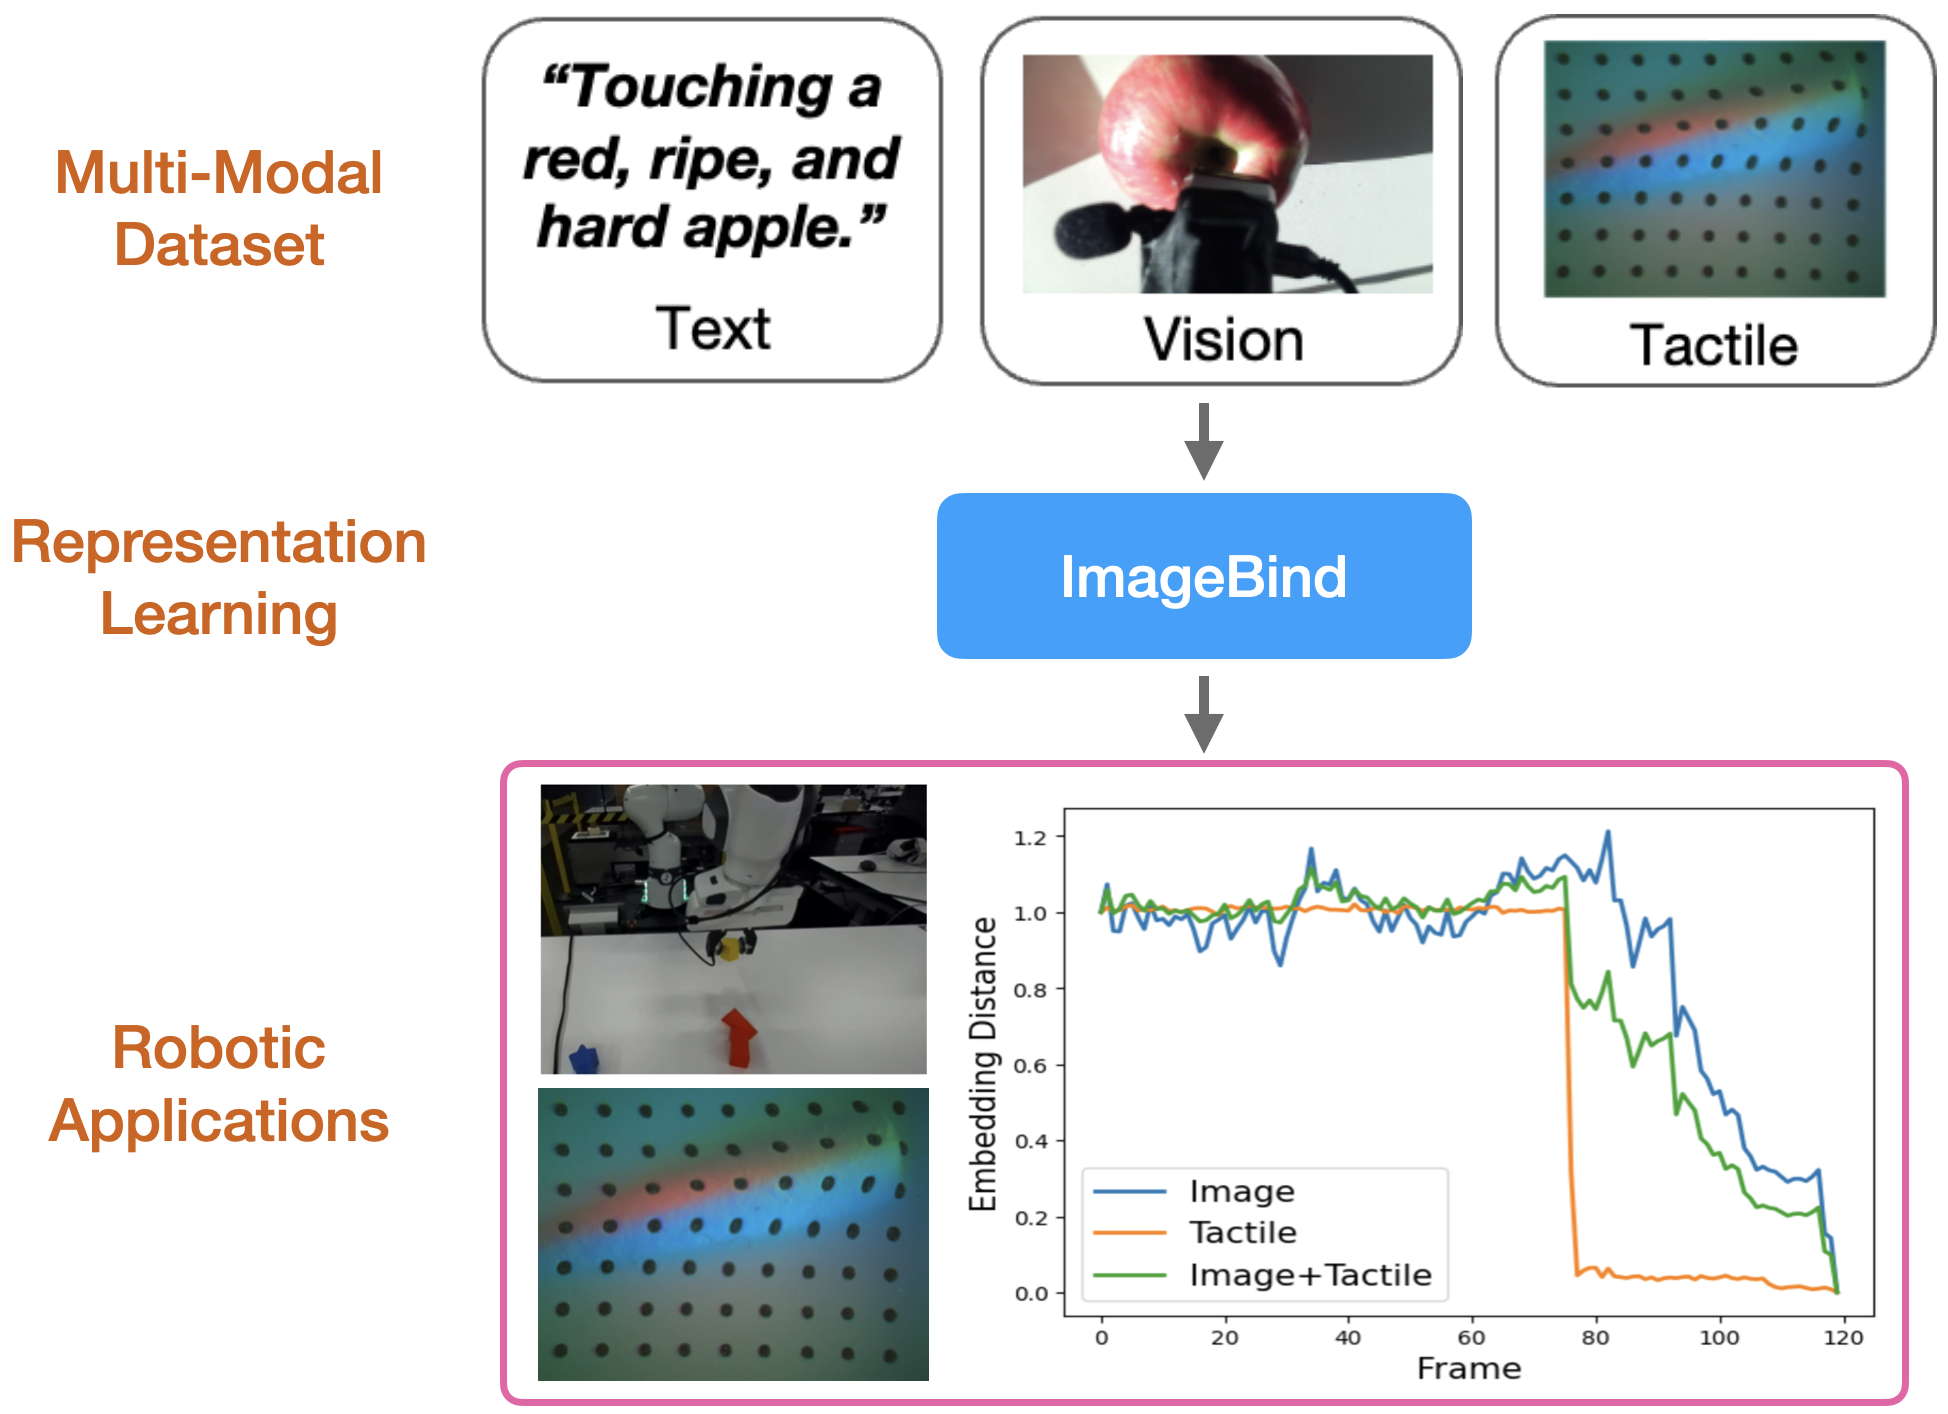 Multi-Modal
Dataset
“Touching a
red, ripe, and
hard apple.”
Text
Vision
Tactile
Representation
Learning
ImageBind
Robotic
Applications
Embedding Distance
1.2
1.0
0.8
0.6
0.4
0.2
0.0
Image
Tactile
Image+Tactile
0 20 40 60 80 100 120
Frame